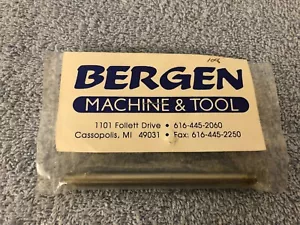 BERGEN
MACHINE & TOOL
1101 Follett Drive • 616-445-2060
Cassopolis, MI 49031 • Fax: 616-445-2250